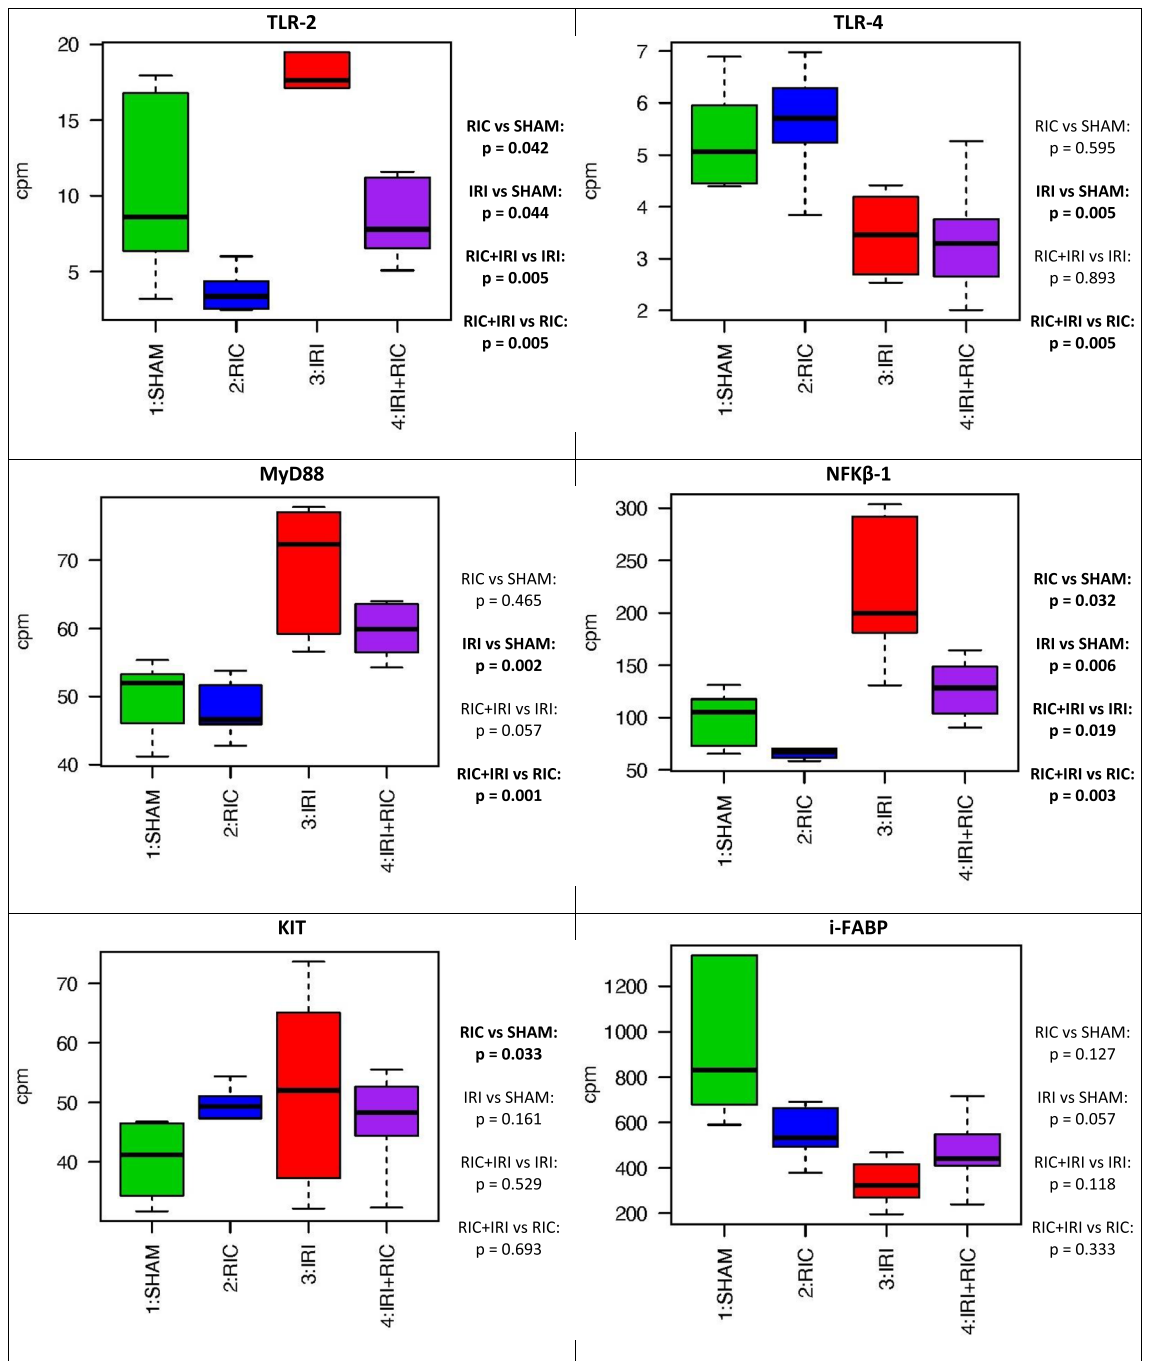 TLR-2
20
15
10
5
cpm
1:SHAM
2:RIC
3:IRI
4:IRI+RIC
RIC vs SHAM:
p = 0.042
IRI vs SHAM:
p = 0.044
RIC+IRI vs IRI:
p = 0.005
RIC+IRI vs RIC:
p = 0.005
TLR-4
7
6
5
4
3
2
cpm
1:SHAM
2:RIC
3:IRI
4:IRI+RIC
RIC vs SHAM:
p = 0.595
IRI vs SHAM:
p = 0.005
RIC+IRI vs IRI:
p = 0.893
RIC+IRI vs RIC:
p = 0.005
MyD88
70
60
50
40
cpm
1:SHAM
2:RIC
3:IRI
4:IRI+RIC
RIC vs SHAM:
p = 0.465
IRI vs SHAM:
p = 0.002
RIC+IRI vs IRI:
p = 0.057
RIC+IRI vs RIC:
p = 0.001
NFKβ-1
300
250
200
150
100
50
cpm
1:SHAM
2:RIC
3:IRI
4:IRI+RIC
RIC vs SHAM:
p = 0.032
IRI vs SHAM:
p = 0.006
RIC+IRI vs IRI:
p = 0.019
RIC+IRI vs RIC:
p = 0.003
KIT
70
60
50
40
cpm
1:SHAM
2:RIC
3:IRI
4:IRI+RIC
RIC vs SHAM:
p = 0.033
IRI vs SHAM:
p = 0.161
RIC+IRI vs IRI:
p = 0.529
RIC+IRI vs RIC:
p = 0.693
i-FABP
1200
1000
800
600
400
200
cpm
1:SHAM
2:RIC
3:IRI
4:IRI+RIC
RIC vs SHAM:
p = 0.127
IRI vs SHAM:
p = 0.057
RIC+IRI vs IRI:
p = 0.118
RIC+IRI vs RIC:
p = 0.333